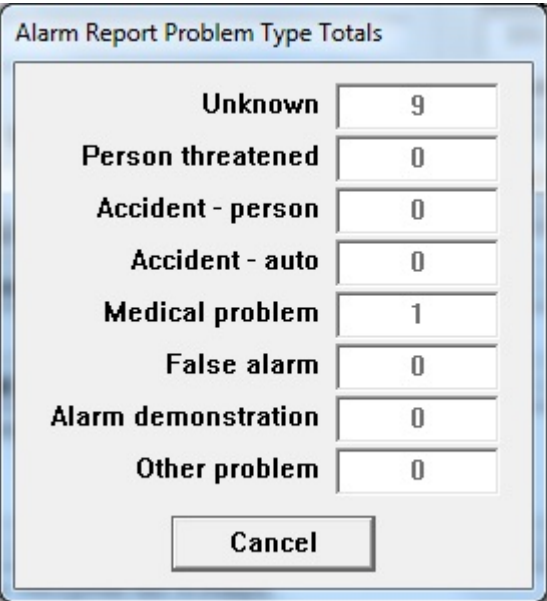 Alarm Report Problem Type Totals
Unknown 9
Person threatened 0
Accident - person 0
Accident - auto 0
Medical problem 1
False alarm 0
Alarm demonstration 0
Other problem 0
Cancel